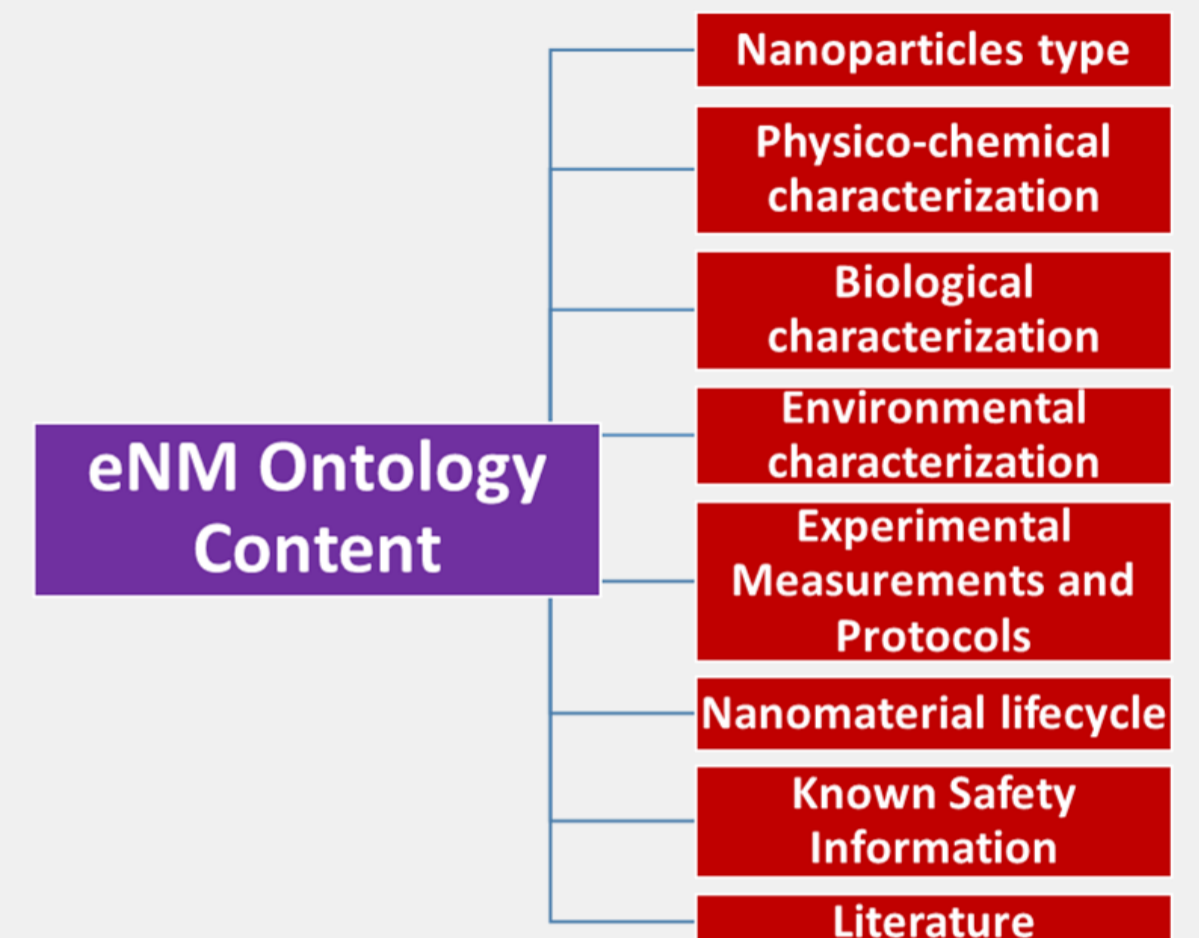 Nanoparticles type
Physico-chemical
characterization
Biological
characterization
Environmental
characterization
eNM Ontology
Content
Experimental
Measurements and
Protocols
Nanomaterial lifecycle
Known Safety
Information
Literature